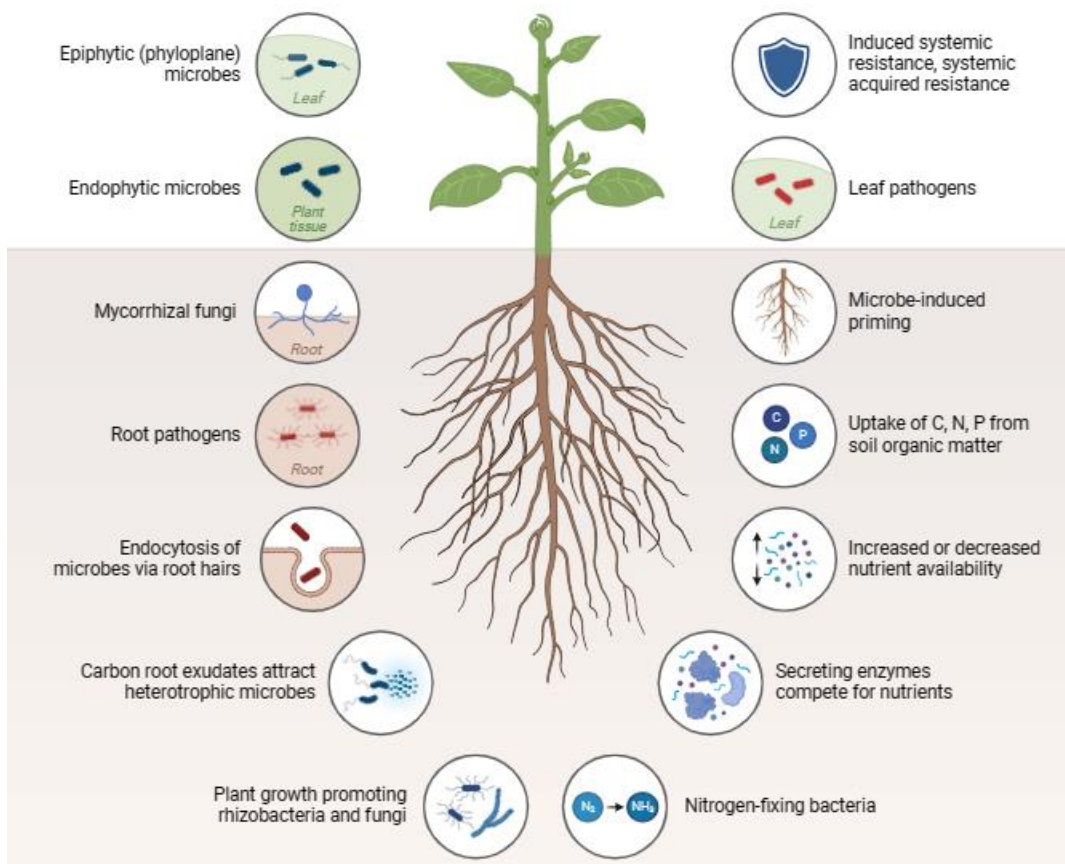 Epiphytic (phyloplane)
microbes
Leaf
Induced systemic
resistance, systemic
acquired resistance
Endophytic microbes
Plant
tissue
Leaf pathogens
Leaf
Mycorrhizal fungi
Root
Microbe-induced
priming
Root pathogens
Root
C
N
P
Uptake of C, N, P from
soil organic matter
Endocytosis of
microbes via root hairs
Increased or decreased
nutrient availability
Carbon root exudates attract
heterotrophic microbes
Secreting enzymes
compete for nutrients
Plant growth promoting
rhizobacteria and fungi
N₂ → NH₃
Nitrogen-fixing bacteria